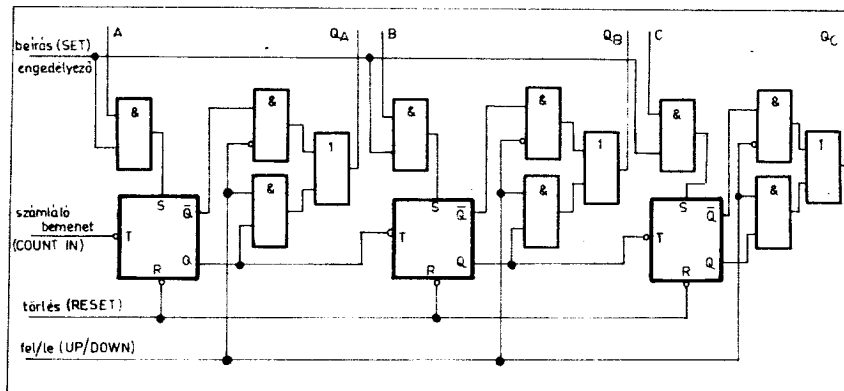 A
Q_A
B
Q_B
C
Q_C
beírás (SET)
engedélyező
&
&
&
&
&
&
1
1
1
&
&
&
S
Q̅
S
Q̅
S
Q̅
számláló
bemenet
(COUNT IN)
T
T
T
R
Q
R
Q
R
Q
törlés (RESET)
fel/le (UP/DOWN)